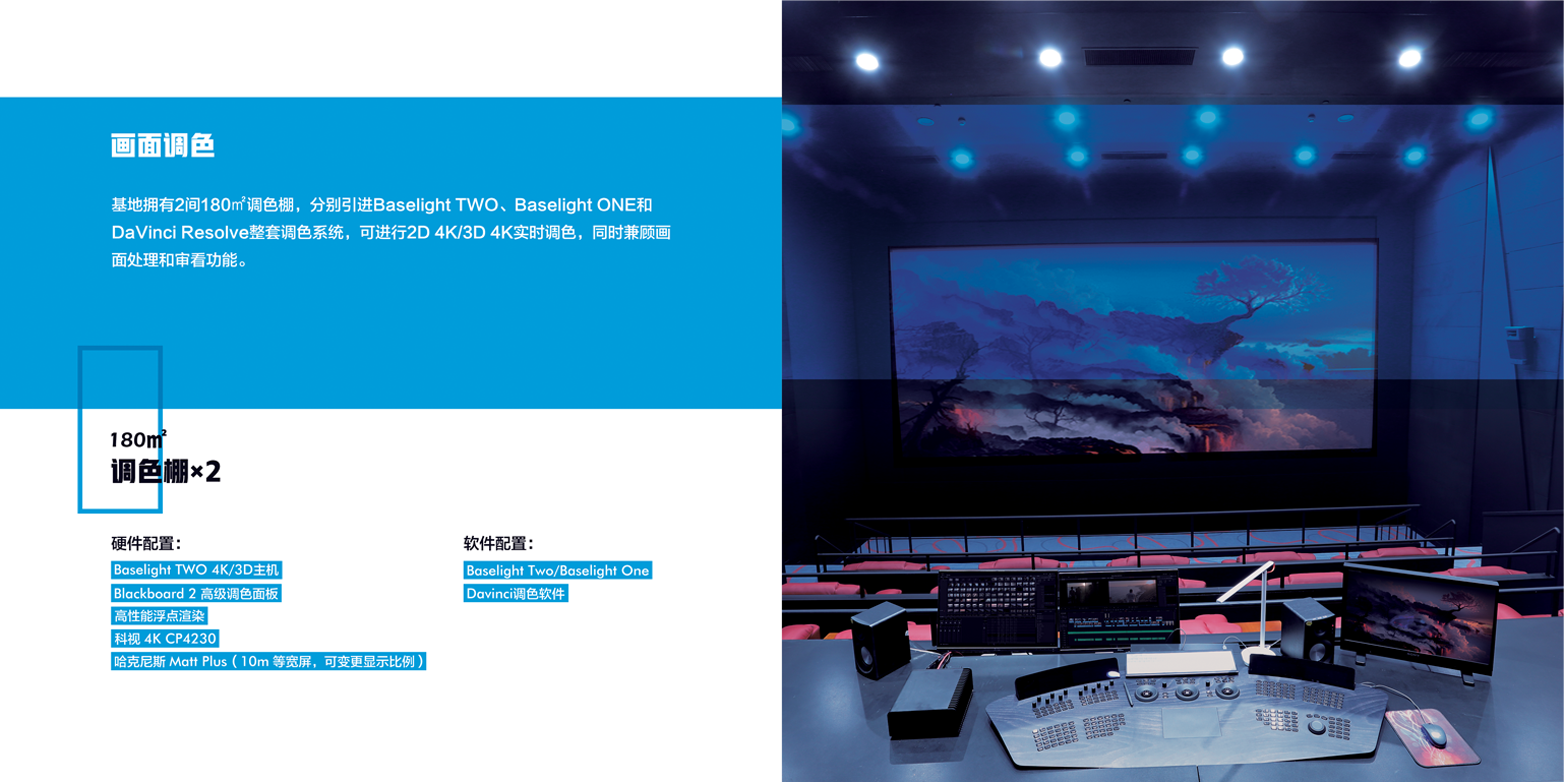 画面调色
基地拥有2间180㎡调色棚，分别引进Baselight TWO、Baselight ONE和
DaVinci Resolve整套调色系统，可进行2D 4K/3D 4K实时调色，同时兼顾画
面处理和审看功能。
180㎡
调色棚×2
硬件配置：
Baselight TWO 4K/3D主机
Blackboard 2 高级调色面板
高性能浮点渲染
科视 4K CP4230
哈克尼斯 Matt Plus（10m 等宽屏，可变更显示比例）
软件配置：
Baselight Two/Baselight One
Davinci调色软件